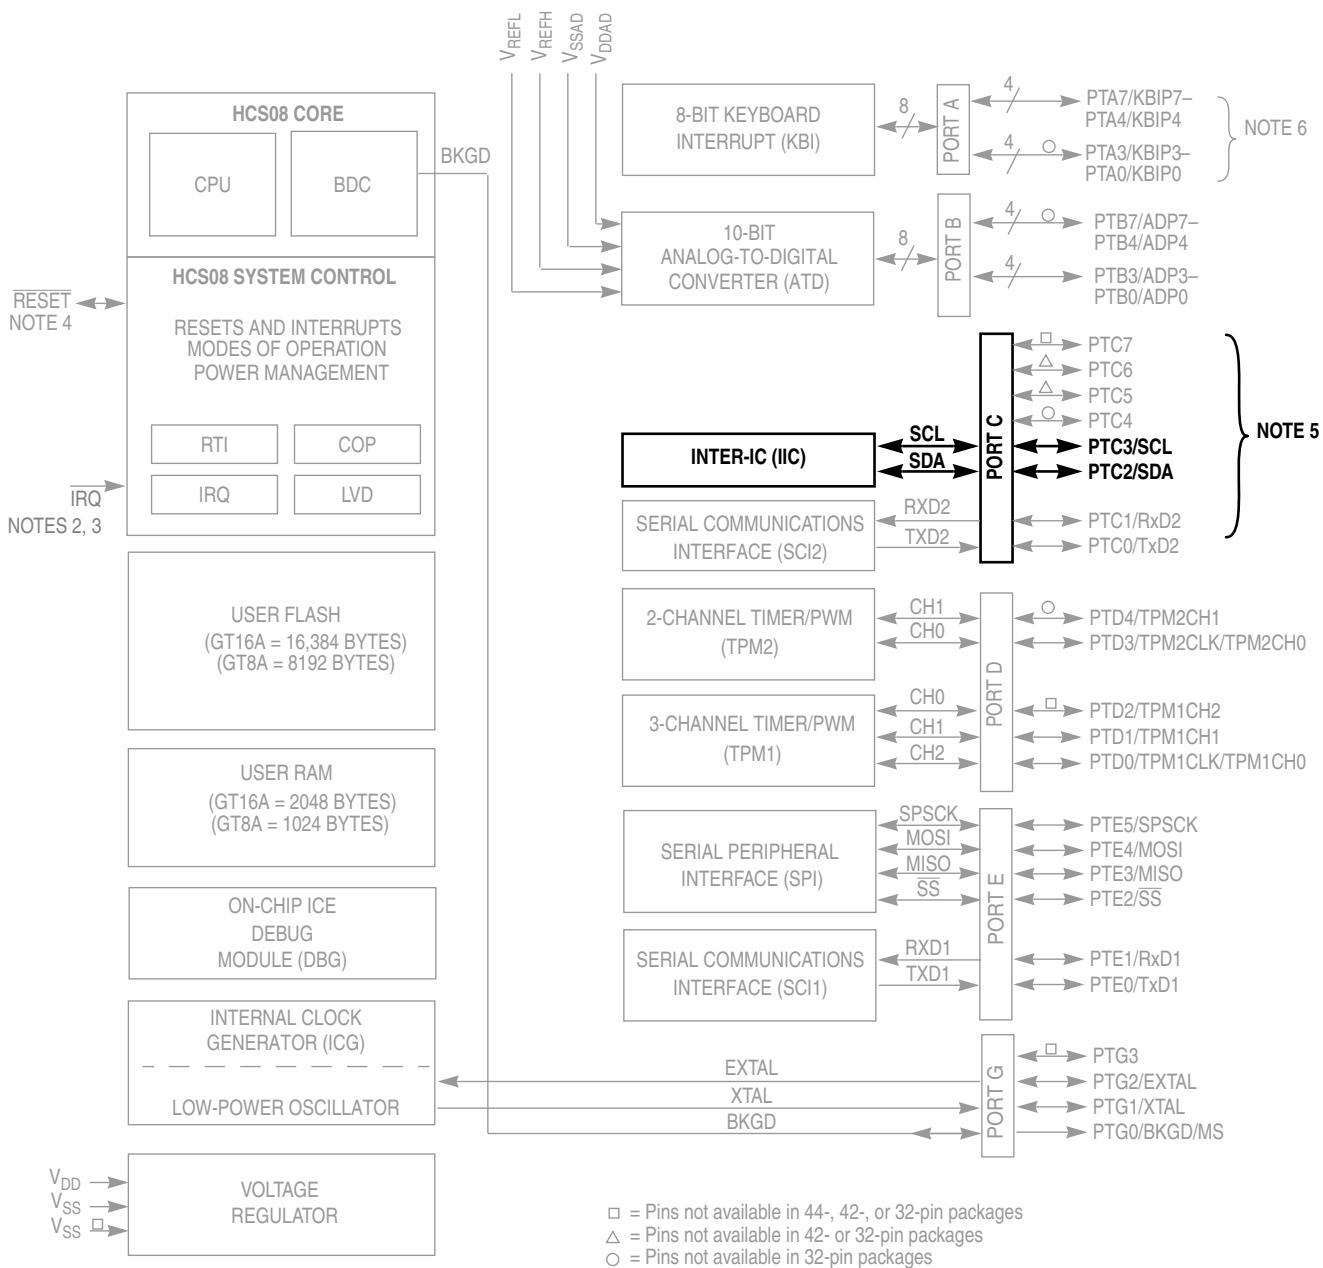 V_REFL
V_REFH
V_SSAD
V_DDAD
HCS08 CORE
CPU
BDC
BKGD
HCS08 SYSTEM CONTROL
RESETS AND INTERRUPTS
MODES OF OPERATION
POWER MANAGEMENT
RTI
COP
IRQ
LVD
RESET
NOTE 4
IRQ
NOTES 2, 3
USER FLASH
(GT16A = 16,384 BYTES)
(GT8A = 8192 BYTES)
USER RAM
(GT16A = 2048 BYTES)
(GT8A = 1024 BYTES)
ON-CHIP ICE
DEBUG
MODULE (DBG)
INTERNAL CLOCK
GENERATOR (ICG)
LOW-POWER OSCILLATOR
V_DD
V_SS
V_SS □
VOLTAGE
REGULATOR
8-BIT KEYBOARD
INTERRUPT (KBI)
8
PORT A
4
PTA7/KBIP7–
PTA4/KBIP4
4 ○
PTA3/KBIP3–
PTA0/KBIP0
NOTE 6
10-BIT
ANALOG-TO-DIGITAL
CONVERTER (ATD)
8
PORT B
4 ○
PTB7/ADP7–
PTB4/ADP4
4
PTB3/ADP3–
PTB0/ADP0
INTER-IC (IIC)
SCL
SDA
PORT C
□ PTC7
△ PTC6
△ PTC5
○ PTC4
PTC3/SCL
PTC2/SDA
NOTE 5
SERIAL COMMUNICATIONS
INTERFACE (SCI2)
RXD2
TXD2
PTC1/RxD2
PTC0/TxD2
2-CHANNEL TIMER/PWM
(TPM2)
CH1
CH0
PORT D
○ PTD4/TPM2CH1
PTD3/TPM2CLK/TPM2CH0
3-CHANNEL TIMER/PWM
(TPM1)
CH0
CH1
CH2
□ PTD2/TPM1CH2
PTD1/TPM1CH1
PTD0/TPM1CLK/TPM1CH0
SERIAL PERIPHERAL
INTERFACE (SPI)
SPSCK
MOSI
MISO
SS
PORT E
PTE5/SPSCK
PTE4/MOSI
PTE3/MISO
PTE2/SS
SERIAL COMMUNICATIONS
INTERFACE (SCI1)
RXD1
TXD1
PTE1/RxD1
PTE0/TxD1
EXTAL
XTAL
BKGD
PORT G
□ PTG3
PTG2/EXTAL
PTG1/XTAL
PTG0/BKGD/MS
□ = Pins not available in 44-, 42-, or 32-pin packages
△ = Pins not available in 42- or 32-pin packages
○ = Pins not available in 32-pin packages